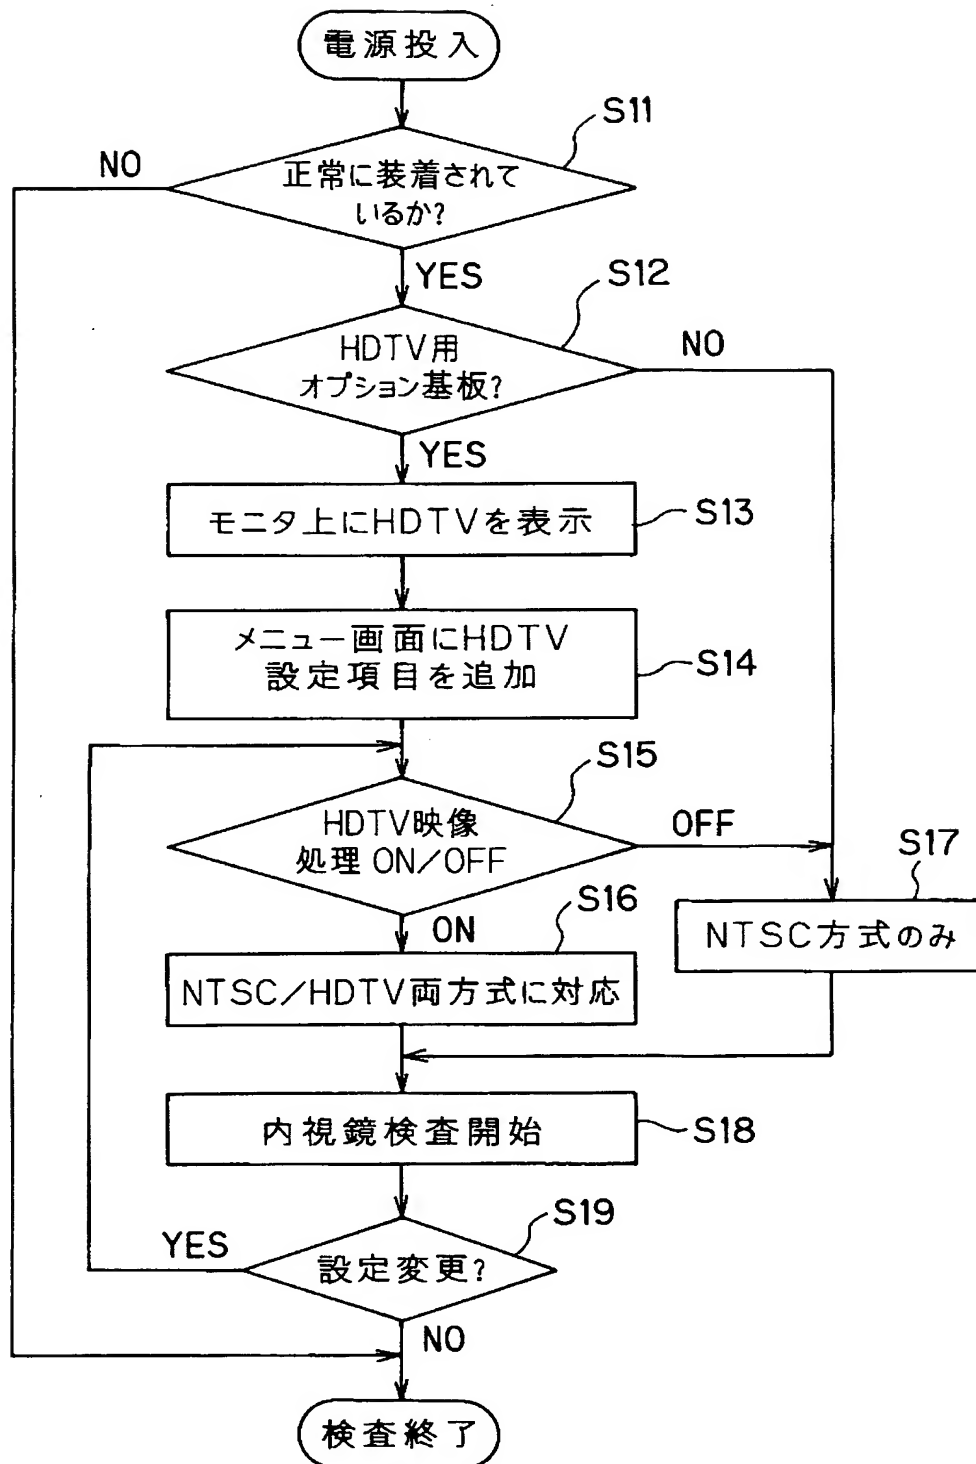 電源投入
S11
NO
正常に装着されて
いるか?
YES
S12
HDTV用
オプション基板?
NO
YES
モニタ上にHDTVを表示
S13
メニュー画面にHDTV
設定項目を追加
S14
S15
HDTV映像
処理 ON/OFF
OFF
S17
ON
S16
NTSC方式のみ
NTSC/HDTV両方式に対応
内視鏡検査開始
S18
S19
YES
設定変更?
NO
検査終了